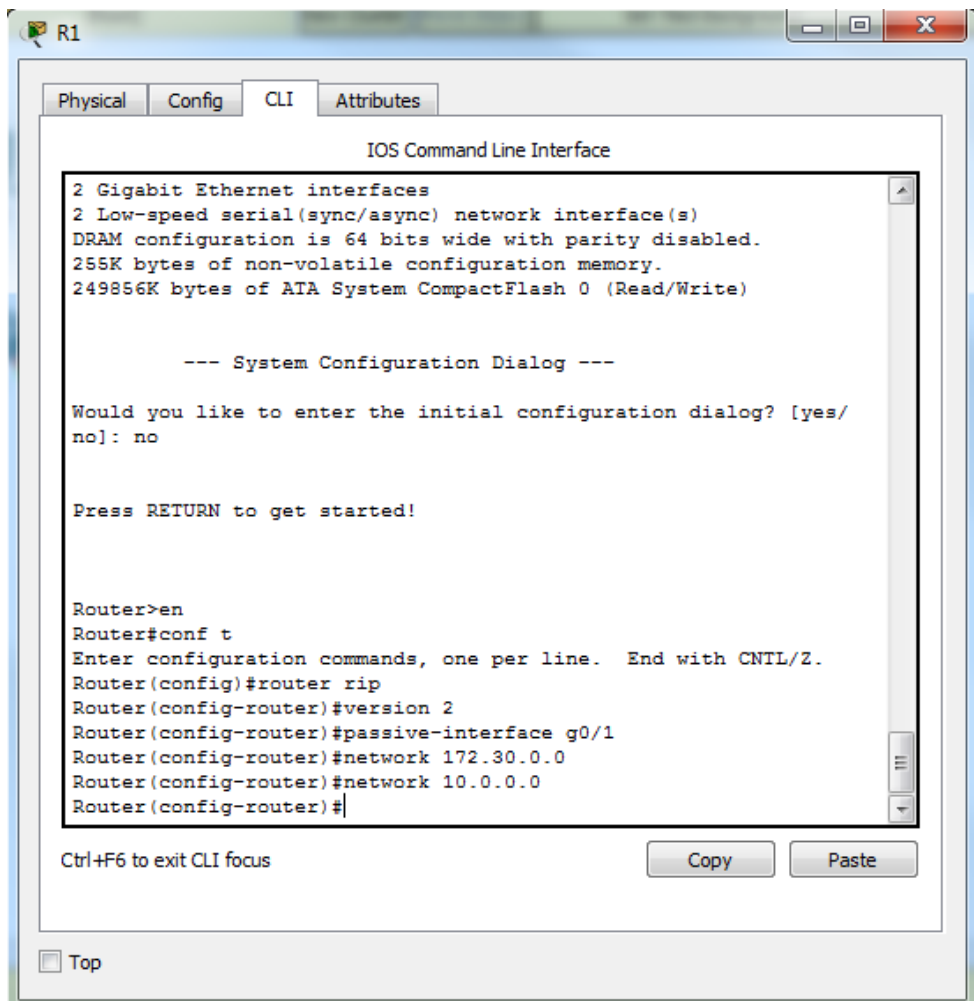 R1
Physical Config CLI Attributes
IOS Command Line Interface
2 Gigabit Ethernet interfaces
2 Low-speed serial(sync/async) network interface(s)
DRAM configuration is 64 bits wide with parity disabled.
255K bytes of non-volatile configuration memory.
249856K bytes of ATA System CompactFlash 0 (Read/Write)
--- System Configuration Dialog ---
Would you like to enter the initial configuration dialog? [yes/
no]: no
Press RETURN to get started!
Router>en
Router#conf t
Enter configuration commands, one per line.  End with CNTL/Z.
Router(config)#router rip
Router(config-router)#version 2
Router(config-router)#passive-interface g0/1
Router(config-router)#network 172.30.0.0
Router(config-router)#network 10.0.0.0
Router(config-router)#
Ctrl+F6 to exit CLI focus
Copy Paste
Top